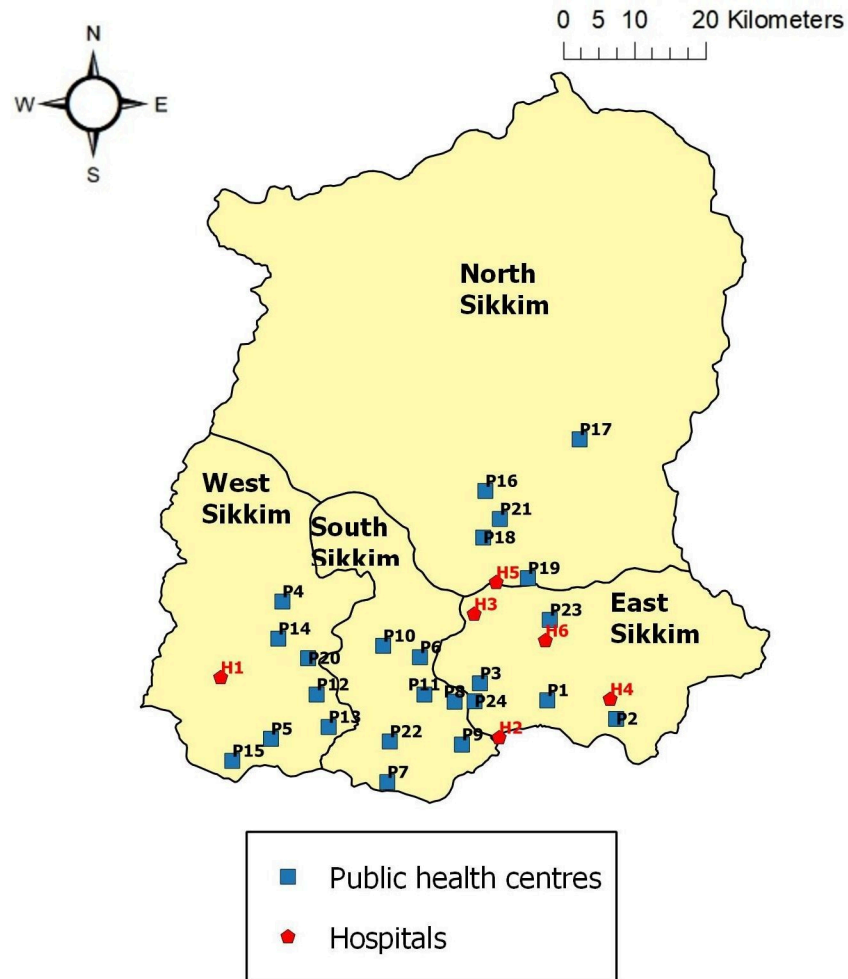 0 5 10 20 Kilometers
N
W E
S
North
Sikkim
P17
West
Sikkim
P16
P21
South
Sikkim
P18
H5 P19
P4
H3
P23
East
Sikkim
P14
H6
P10
P6
P20
H1
P3
P12
P11
P8
P24
P1
H4
P2
P13
P5
P22
P9
H2
P15
P7
Public health centres
Hospitals